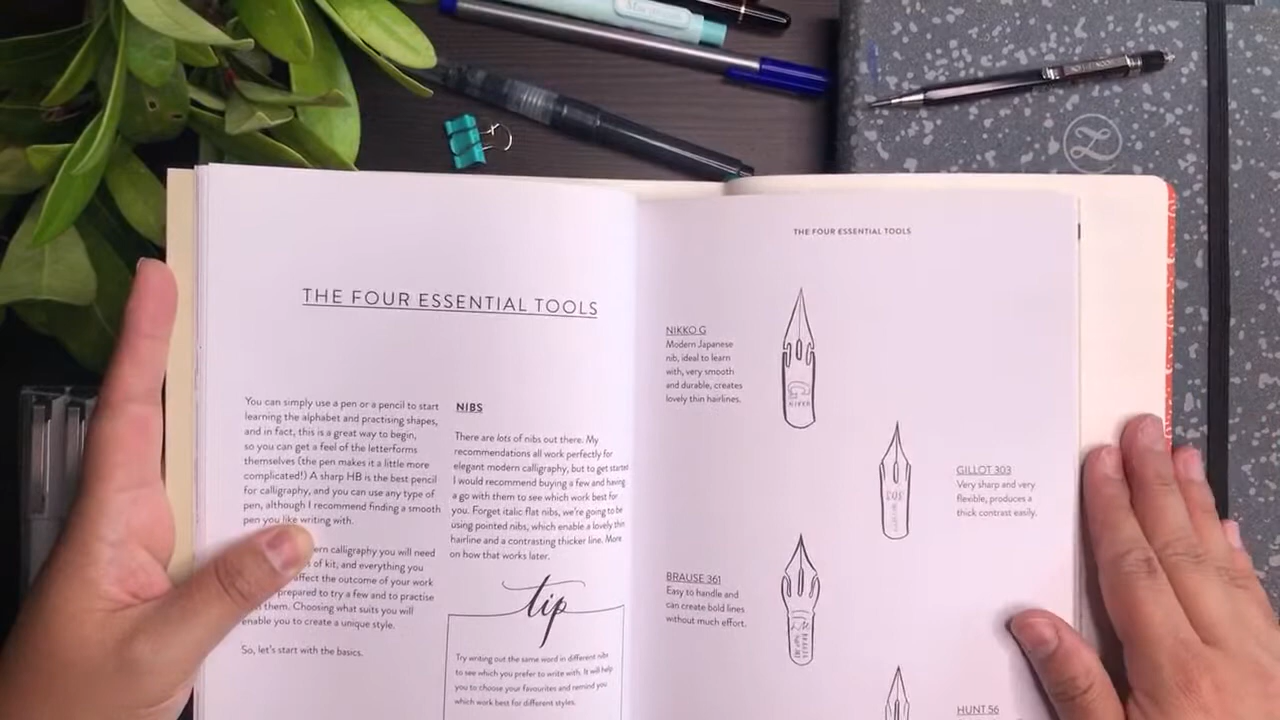 THE FOUR ESSENTIAL TOOLS
You can simply use a pen or a pencil to start
learning the alphabet and practising shapes,
and in fact, this is a great way to begin,
so you can get a feel of the letterforms
themselves (the pen makes it a little more
complicated!) A sharp HB is the best pencil
for calligraphy, and you can use any type of
pen, although I recommend finding a smooth
pen you like writing with.
ern calligraphy you will need
of kit, and everything you
affect the outcome of your work
prepared to try a few and to practise
them. Choosing what suits you will
enable you to create a unique style.
So, let's start with the basics.
NIBS
There are lots of nibs out there. My
recommendations all work perfectly for
elegant modern calligraphy, but to get started
I would recommend buying a few and having
a go with them to see which work best for
you. Forget italic flat nibs, we're going to be
using pointed nibs, which enable a lovely thin
hairline and a contrasting thicker line. More
on how that works later.
tip
Try writing out the same word in different nibs
to see which you prefer to write with. It will help
you to choose your favourites and remind you
which work best for different styles.
THE FOUR ESSENTIAL TOOLS
NIKKO G
Modern Japanese
nib, ideal to learn
with, very smooth
and durable, creates
lovely thin hairlines.
NIKKO
GILLOT 303
Very sharp and very
flexible, produces a
thick contrast easily.
303
BRAUSE 361
Easy to handle and
can create bold lines
without much effort.
HUNT 56